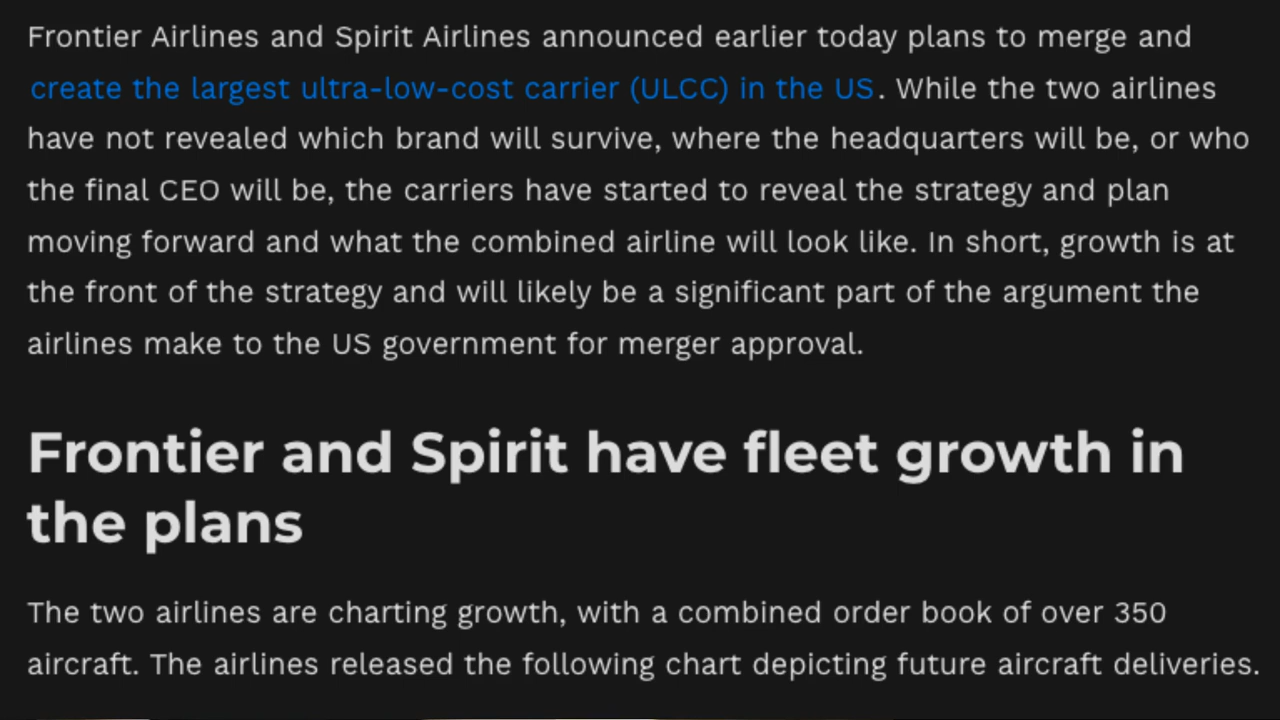 Frontier Airlines and Spirit Airlines announced earlier today plans to merge and
create the largest ultra-low-cost carrier (ULCC) in the US. While the two airlines
have not revealed which brand will survive, where the headquarters will be, or who
the final CEO will be, the carriers have started to reveal the strategy and plan
moving forward and what the combined airline will look like. In short, growth is at
the front of the strategy and will likely be a significant part of the argument the
airlines make to the US government for merger approval.
Frontier and Spirit have fleet growth in
the plans
The two airlines are charting growth, with a combined order book of over 350
aircraft. The airlines released the following chart depicting future aircraft deliveries.